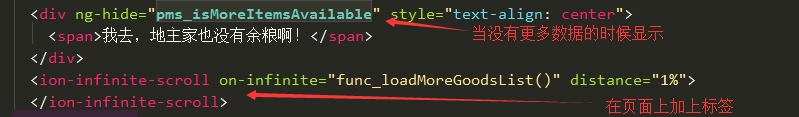 <div ng-hide="pms_isMoreItemsAvailable" style="text-align: center">
<span>我去，地主家也没有余粮啊！</span>
当没有更多数据的时候显示
</div>
<ion-infinite-scroll on-infinite="func_loadMoreGoodsList()" distance="1%">
</ion-infinite-scroll>
在页面上加上标签